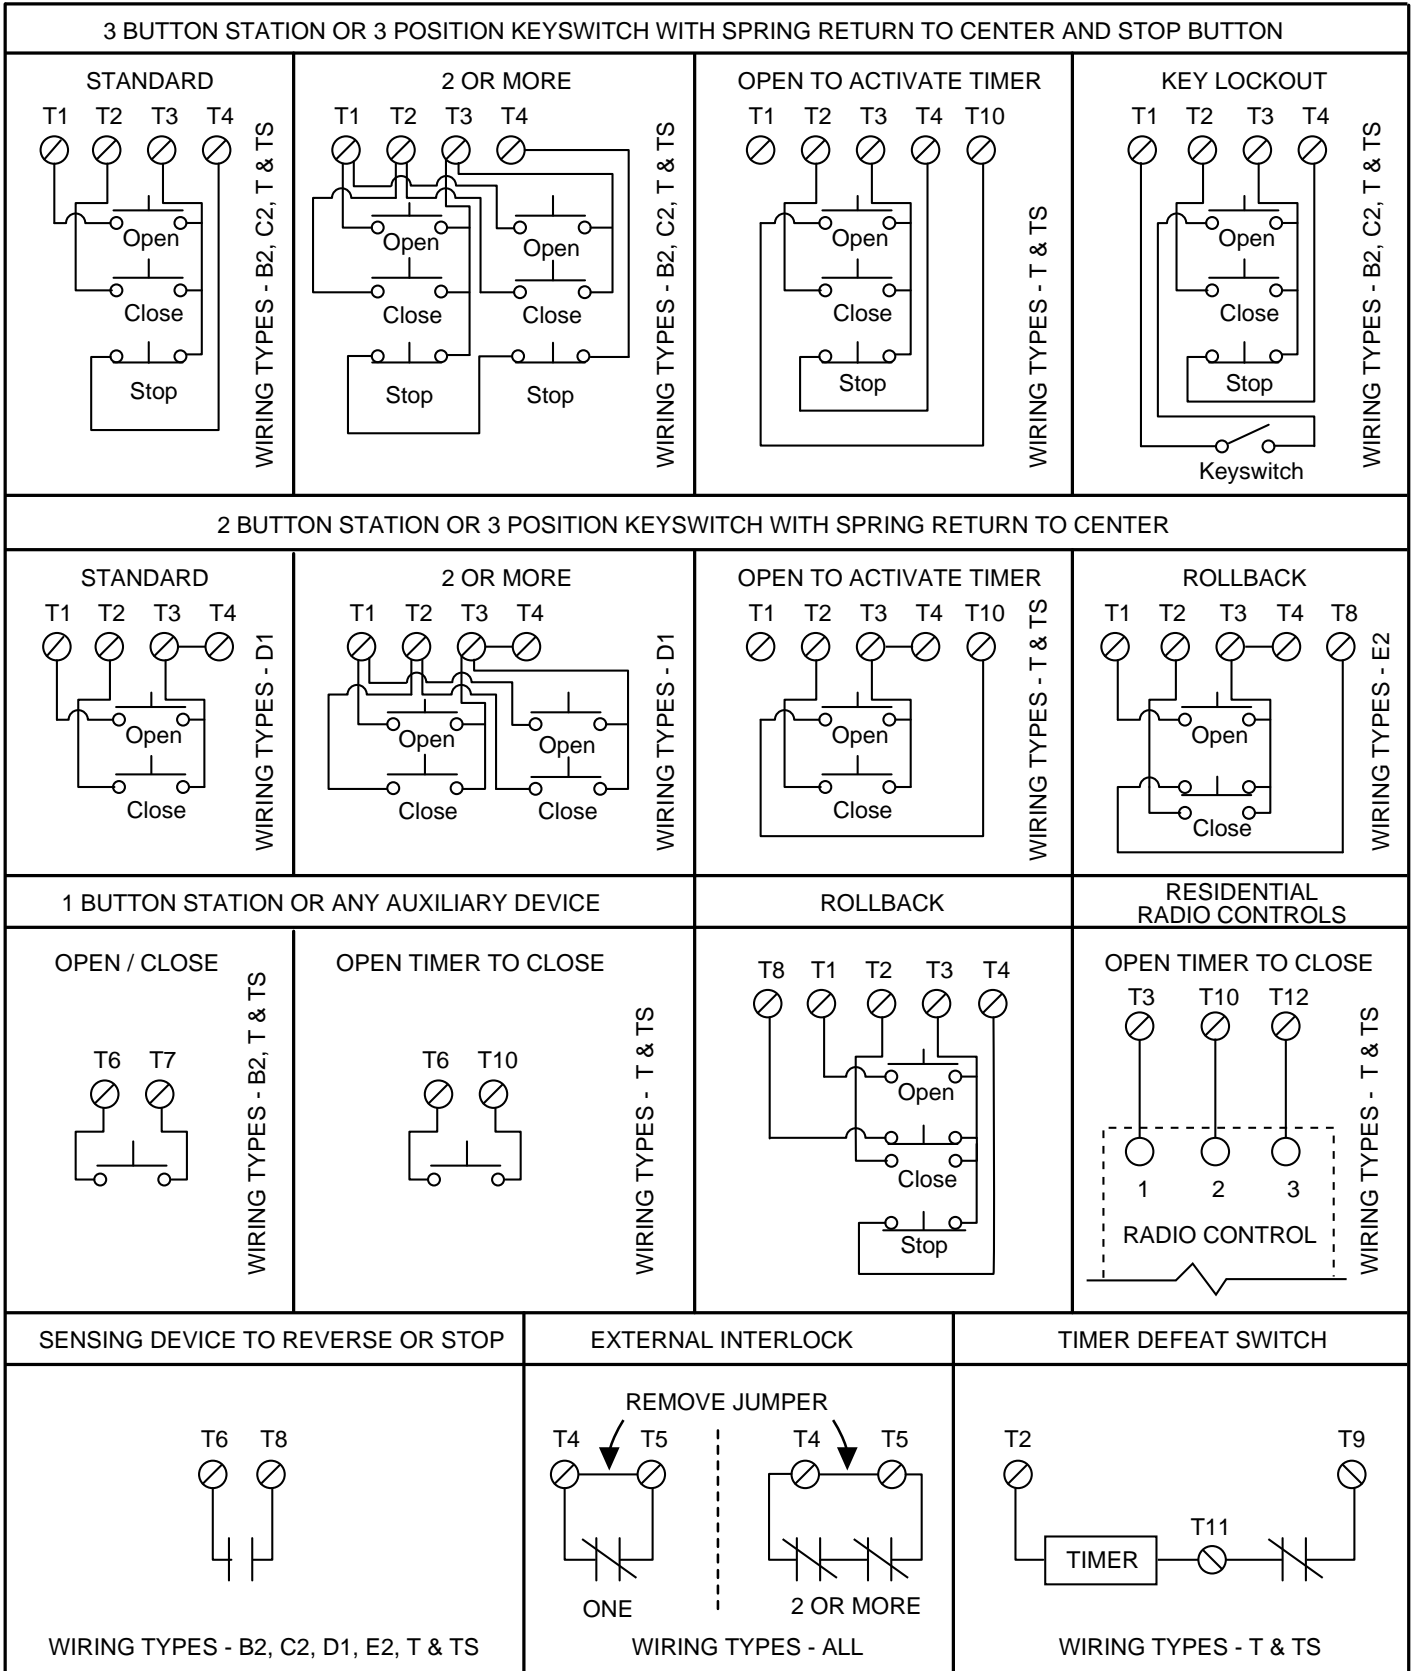 3 BUTTON STATION OR 3 POSITION KEYSWITCH WITH SPRING RETURN TO CENTER AND STOP BUTTON
STANDARD
T1 T2 T3 T4
Open
Close
Stop
WIRING TYPES - B2, C2, T & TS
2 OR MORE
T1 T2 T3 T4
Open Open
Close Close
Stop Stop
WIRING TYPES - B2, C2, T & TS
OPEN TO ACTIVATE TIMER
T1 T2 T3 T4 T10
Open
Close
Stop
WIRING TYPES - T & TS
KEY LOCKOUT
T1 T2 T3 T4
Open
Close
Stop
Keyswitch
WIRING TYPES - B2, C2, T & TS
2 BUTTON STATION OR 3 POSITION KEYSWITCH WITH SPRING RETURN TO CENTER
STANDARD
T1 T2 T3 T4
Open
Close
WIRING TYPES - D1
2 OR MORE
T1 T2 T3 T4
Open Open
Close Close
WIRING TYPES - D1
OPEN TO ACTIVATE TIMER
T1 T2 T3 T4 T10
Open
Close
WIRING TYPES - T & TS
ROLLBACK
T1 T2 T3 T4 T8
Open
Close
WIRING TYPES - E2
1 BUTTON STATION OR ANY AUXILIARY DEVICE
OPEN / CLOSE
T6 T7
WIRING TYPES - B2, T & TS
OPEN TIMER TO CLOSE
T6 T10
WIRING TYPES - T & TS
ROLLBACK
T8 T1 T2 T3 T4
Open
Close
Stop
RESIDENTIAL
RADIO CONTROLS
OPEN TIMER TO CLOSE
T3 T10 T12
1 2 3
RADIO CONTROL
WIRING TYPES - T & TS
SENSING DEVICE TO REVERSE OR STOP
T6 T8
WIRING TYPES - B2, C2, D1, E2, T & TS
EXTERNAL INTERLOCK
REMOVE JUMPER
T4 T5 T4 T5
ONE 2 OR MORE
WIRING TYPES - ALL
TIMER DEFEAT SWITCH
T2 T9
T11
TIMER
WIRING TYPES - T & TS